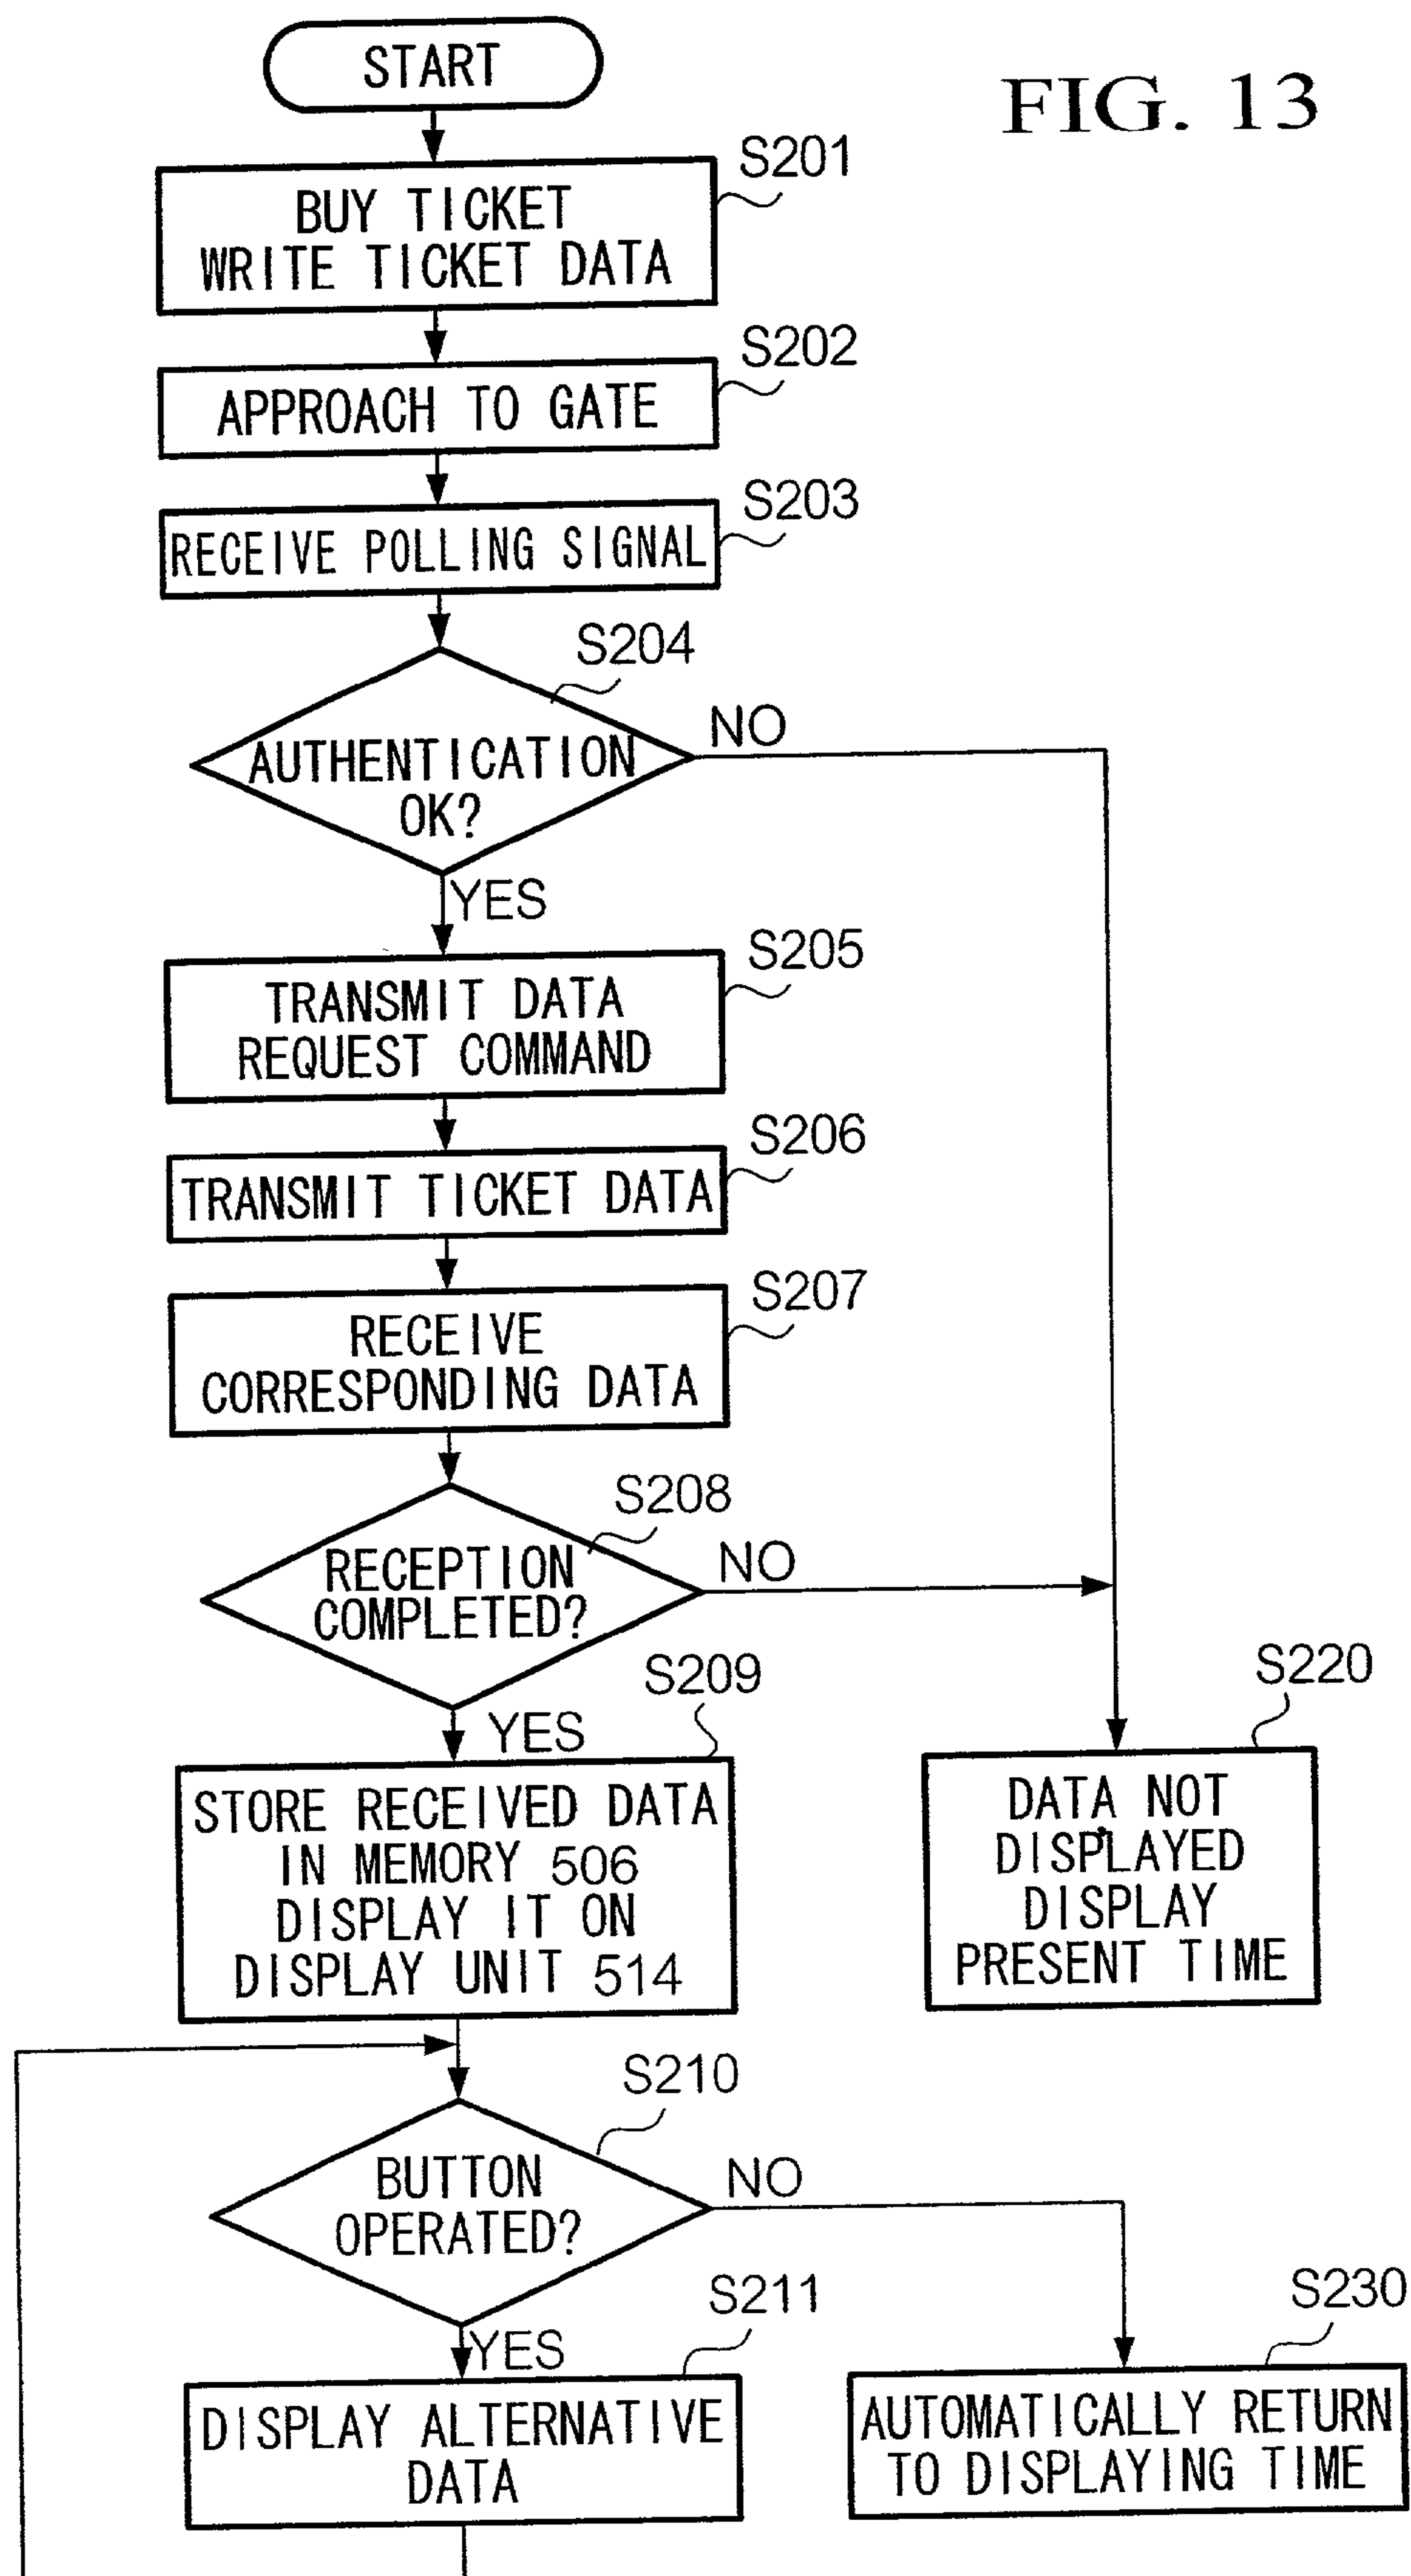 START
FIG. 13
S201
BUY TICKET
WRITE TICKET DATA
S202
APPROACH TO GATE
S203
RECEIVE POLLING SIGNAL
S204
AUTHENTICATION
OK?
NO
YES
S205
TRANSMIT DATA
REQUEST COMMAND
S206
TRANSMIT TICKET DATA
S207
RECEIVE
CORRESPONDING DATA
S208
RECEPTION
COMPLETED?
NO
YES
S209
STORE RECEIVED DATA
IN MEMORY 506
DISPLAY IT ON
DISPLAY UNIT 514
S220
DATA NOT
DISPLAYED
DISPLAY
PRESENT TIME
S210
BUTTON
OPERATED?
NO
YES
S211
DISPLAY ALTERNATIVE
DATA
S230
AUTOMATICALLY RETURN
TO DISPLAYING TIME